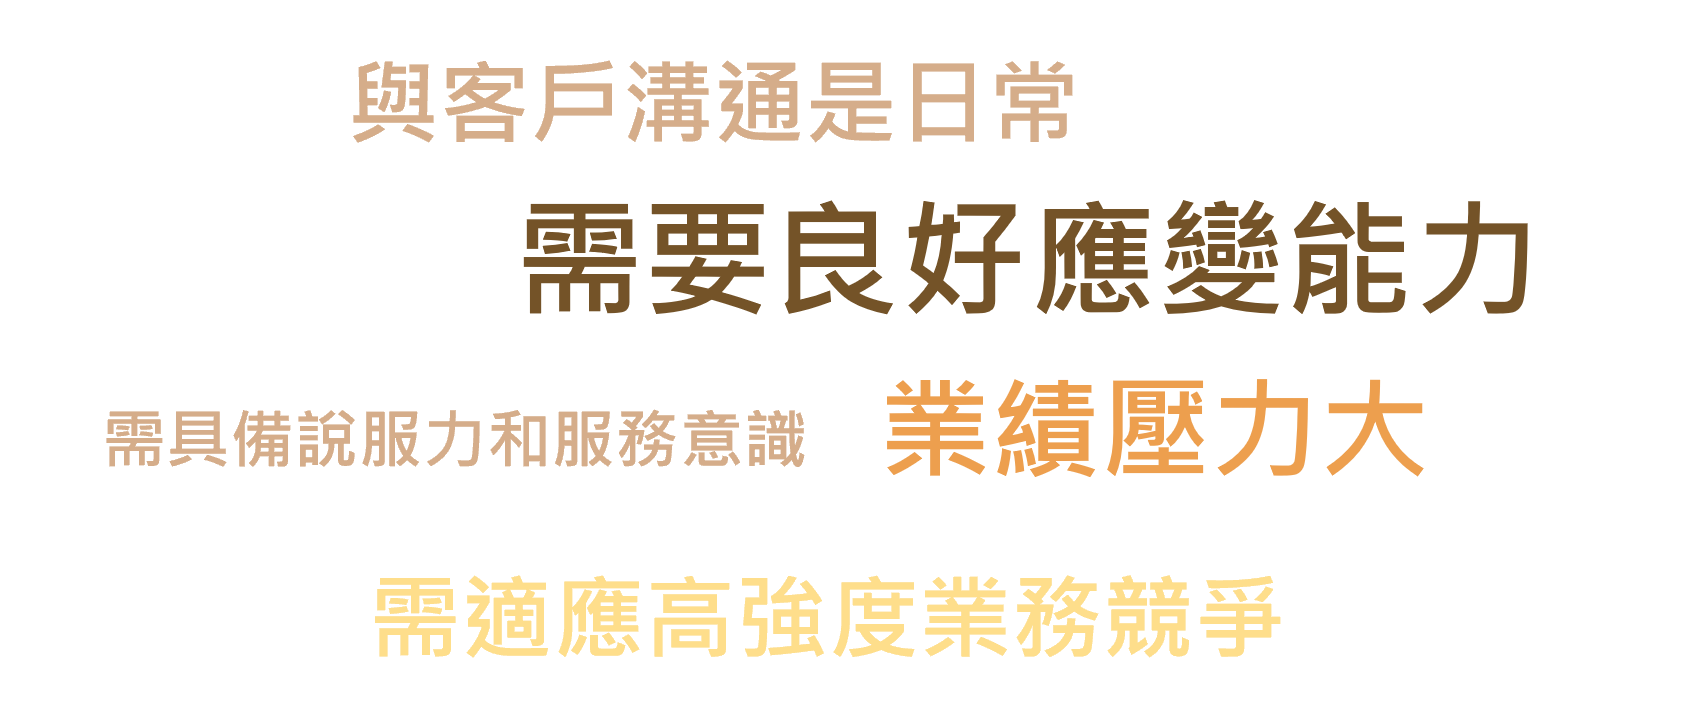 與客戶溝通是日常
需要良好應變能力
需具備說服力和服務意識
業績壓力大
需適應高強度業務競爭